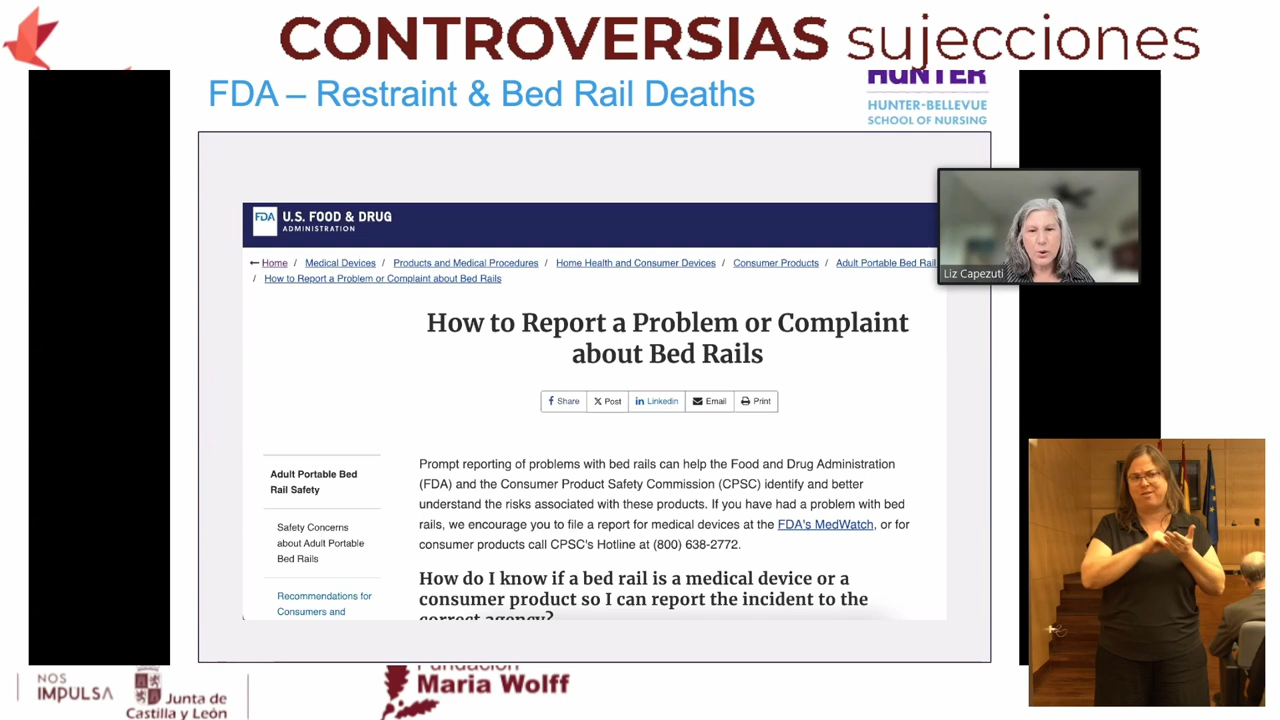 CONTROVERSIAS sujecciones
FDA – Restraint & Bed Rail Deaths
HUNTER
HUNTER-BELLEVUE
SCHOOL OF NURSING
FDA U.S. FOOD & DRUG
ADMINISTRATION
← Home / Medical Devices / Products and Medical Procedures / Home Health and Consumer Devices / Consumer Products / Adult Portable Bed Rail
/ How to Report a Problem or Complaint about Bed Rails
Liz Capezuti
How to Report a Problem or Complaint
about Bed Rails
Share Post Linkedin Email Print
Adult Portable Bed
Rail Safety
Safety Concerns
about Adult Portable
Bed Rails
Recommendations for
Consumers and
Prompt reporting of problems with bed rails can help the Food and Drug Administration
(FDA) and the Consumer Product Safety Commission (CPSC) identify and better
understand the risks associated with these products. If you have had a problem with bed
rails, we encourage you to file a report for medical devices at the FDA's MedWatch, or for
consumer products call CPSC's Hotline at (800) 638-2772.
How do I know if a bed rail is a medical device or a
consumer product so I can report the incident to the
correct agency?
NOS
IMPULSA
Junta de
Castilla y León
Fundación
Maria Wolff